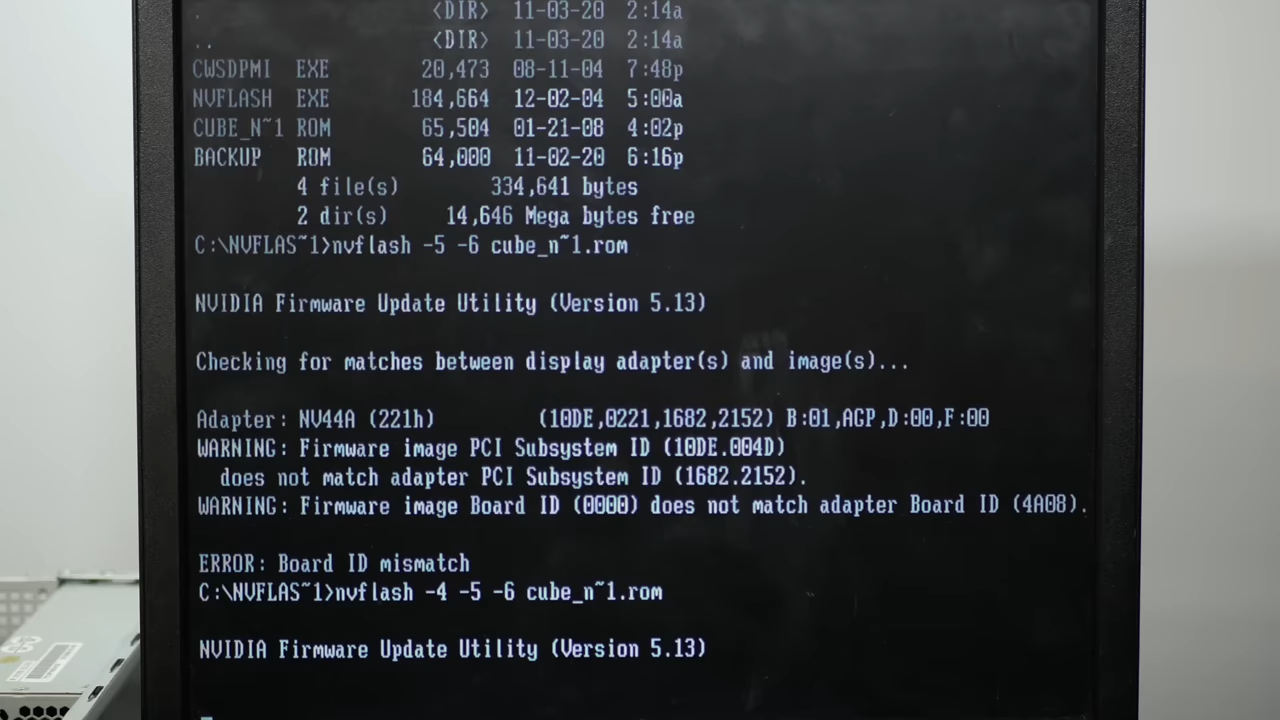 . <DIR> 11-03-20 2:14a
.. <DIR> 11-03-20 2:14a
CWSDPMI EXE 20,473 08-11-04 7:48p
NVFLASH EXE 184,664 12-02-04 5:00a
CUBE_N~1 ROM 65,504 01-21-08 4:02p
BACKUP ROM 64,000 11-02-20 6:16p
4 file(s) 334,641 bytes
2 dir(s) 14,646 Mega bytes free
C:\NVFLAS~1>nvflash -5 -6 cube_n~1.rom
NVIDIA Firmware Update Utility (Version 5.13)
Checking for matches between display adapter(s) and image(s)...
Adapter: NV44A (221h) (10DE,0221,1682,2152) B:01,AGP,D:00,F:00
WARNING: Firmware image PCI Subsystem ID (10DE.004D)
does not match adapter PCI Subsystem ID (1682.2152).
WARNING: Firmware image Board ID (0000) does not match adapter Board ID (4A08).
ERROR: Board ID mismatch
C:\NVFLAS~1>nvflash -4 -5 -6 cube_n~1.rom
NVIDIA Firmware Update Utility (Version 5.13)